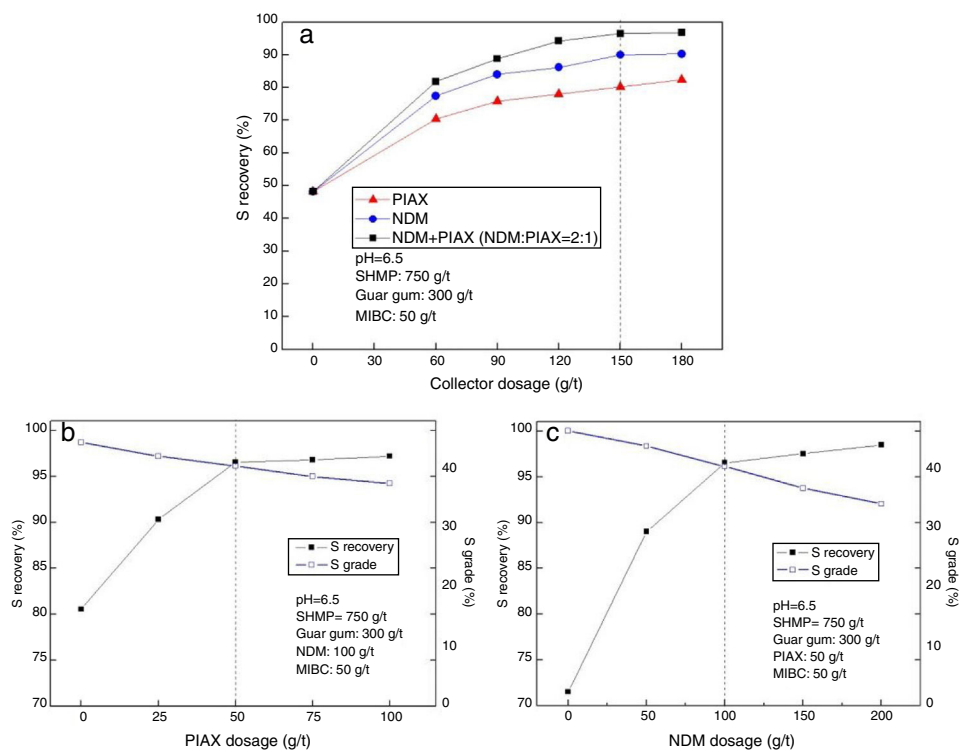 a
100
90
80
70
60
50
40
30
20
10
0
S recovery (%)
PIAX
NDM
NDM+PIAX (NDM:PIAX=2:1)
pH=6.5
SHMP: 750 g/t
Guar gum: 300 g/t
MIBC: 50 g/t
0 30 60 90 120 150 180
Collector dosage (g/t)
b
100
95
90
85
80
75
70
S recovery (%)
40
30
20
10
0
S grade (%)
S recovery
S grade
pH=6.5
SHMP= 750 g/t
Guar gum: 300 g/t
NDM: 100 g/t
MIBC: 50 g/t
0 25 50 75 100
PIAX dosage (g/t)
c
100
95
90
85
80
75
70
S recovery (%)
40
30
20
10
0
S grade (%)
S recovery
S grade
pH=6.5
SHMP= 750 g/t
Guar gum: 300 g/t
PIAX: 50 g/t
MIBC: 50 g/t
0 50 100 150 200
NDM dosage (g/t)